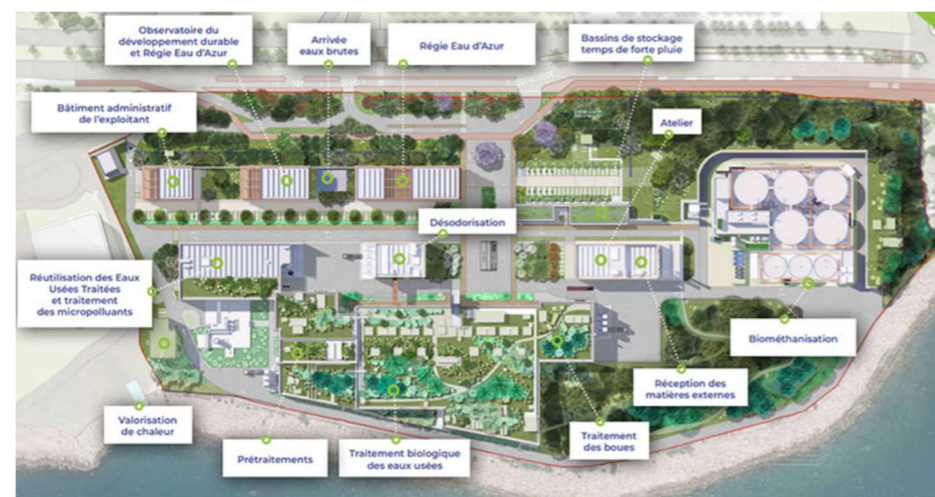 Observatoire du
développement durable
et Régie Eau d'Azur
Arrivée
eaux brutes
Régie Eau d'Azur
Bassins de stockage
temps de forte pluie
Bâtiment administratif
de l'exploitant
Atelier
Désodorisation
Réutilisation des Eaux
Usées Traitées
et traitement
des micropolluants
Biométhanisation
Réception des
matières externes
Valorisation
de chaleur
Prétraitements
Traitement biologique
des eaux usées
Traitement
des boues